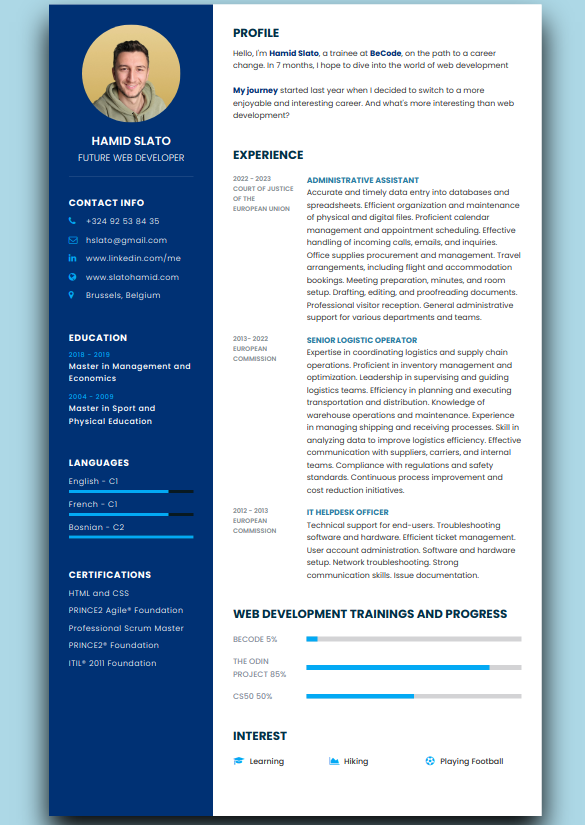 HAMID SLATO
FUTURE WEB DEVELOPER
CONTACT INFO
+324 92 53 84 35
hslato@gmail.com
www.linkedin.com/me
www.slatohamid.com
Brussels, Belgium
EDUCATION
2018 - 2019
Master in Management and
Economics
2004 - 2009
Master in Sport and
Physical Education
LANGUAGES
English - C1
French - C1
Bosnian - C2
CERTIFICATIONS
HTML and CSS
PRINCE2 Agile® Foundation
Professional Scrum Master
PRINCE2® Foundation
ITIL® 2011 Foundation
PROFILE
Hello, I'm Hamid Slato, a trainee at BeCode, on the path to a career
change. In 7 months, I hope to dive into the world of web development
My journey started last year when I decided to switch to a more
enjoyable and interesting career. And what's more interesting than web
development?
EXPERIENCE
2022 - 2023
COURT OF JUSTICE
OF THE
EUROPEAN UNION
ADMINISTRATIVE ASSISTANT
Accurate and timely data entry into databases and
spreadsheets. Efficient organization and maintenance
of physical and digital files. Proficient calendar
management and appointment scheduling. Effective
handling of incoming calls, emails, and inquiries.
Office supplies procurement and management. Travel
arrangements, including flight and accommodation
bookings. Meeting preparation, minutes, and room
setup. Drafting, editing, and proofreading documents.
Professional visitor reception. General administrative
support for various departments and teams.
2013- 2022
EUROPEAN
COMMISSION
SENIOR LOGISTIC OPERATOR
Expertise in coordinating logistics and supply chain
operations. Proficient in inventory management and
optimization. Leadership in supervising and guiding
logistics teams. Efficiency in planning and executing
transportation and distribution. Knowledge of
warehouse operations and maintenance. Experience
in managing shipping and receiving processes. Skill in
analyzing data to improve logistics efficiency. Effective
communication with suppliers, carriers, and internal
teams. Compliance with regulations and safety
standards. Continuous process improvement and
cost reduction initiatives.
2012 - 2013
EUROPEAN
COMMISSION
IT HELPDESK OFFICER
Technical support for end-users. Troubleshooting
software and hardware. Efficient ticket management.
User account administration. Software and hardware
setup. Network troubleshooting, Strong
communication skills. Issue documentation.
WEB DEVELOPMENT TRAININGS AND PROGRESS
BECODE 5%
THE ODIN
PROJECT 85%
CS50 50%
INTEREST
Learning
Hiking
Playing Football